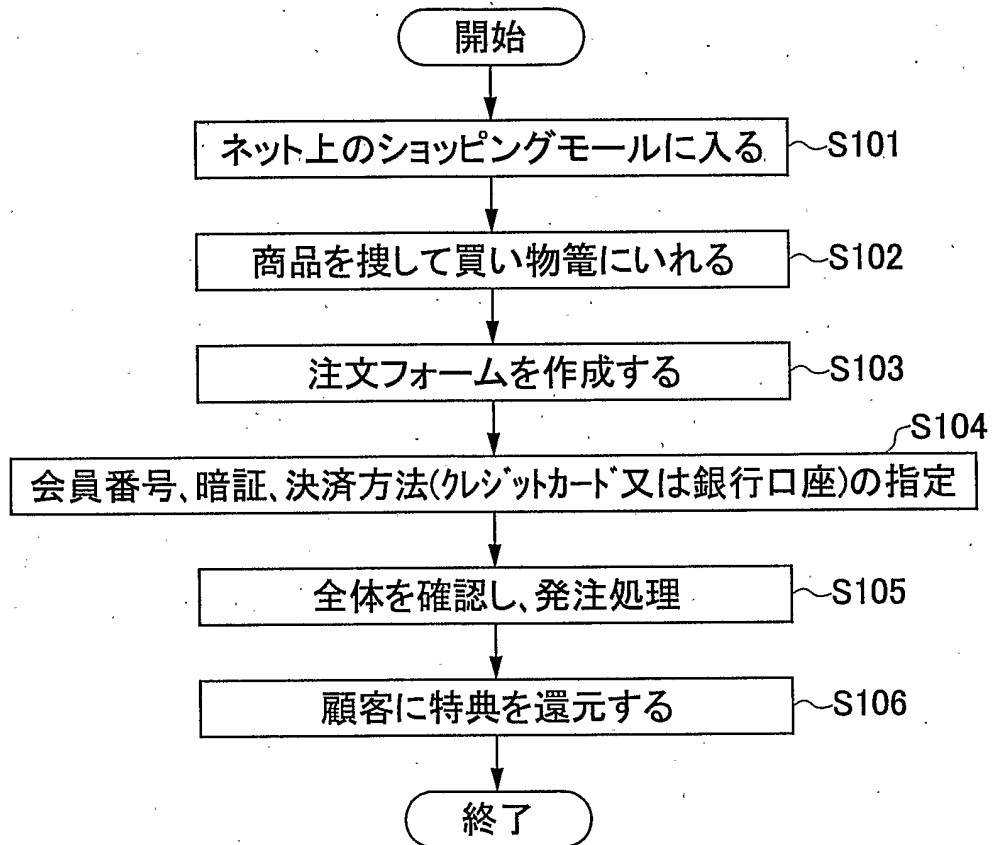 開始
ネット上のショッピングモールに入る
S101
商品を捜して買い物篭にいれる
S102
注文フォームを作成する
S103
S104
会員番号、暗証、決済方法(ｸﾚｼﾞｯﾄｶｰﾄﾞ又は銀行口座)の指定
全体を確認し、発注処理
S105
顧客に特典を還元する
S106
終了